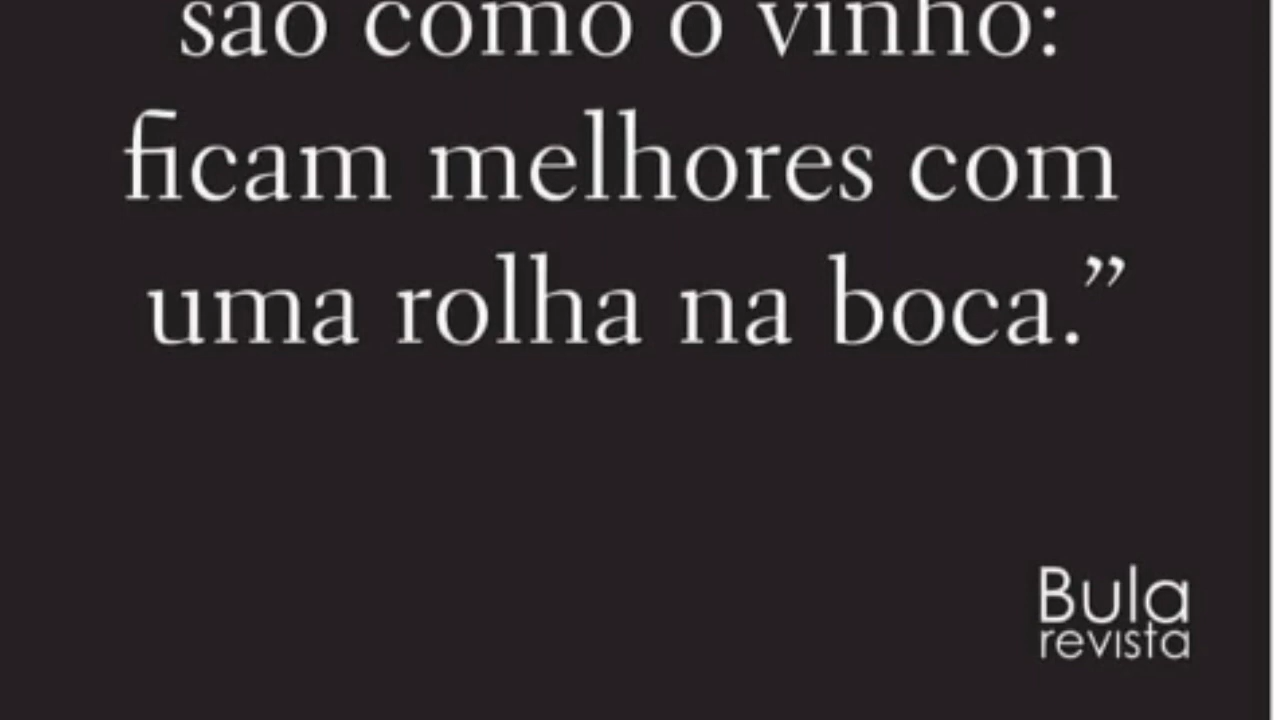 são como o vinho:
ficam melhores com
uma rolha na boca.”
Bula
revista